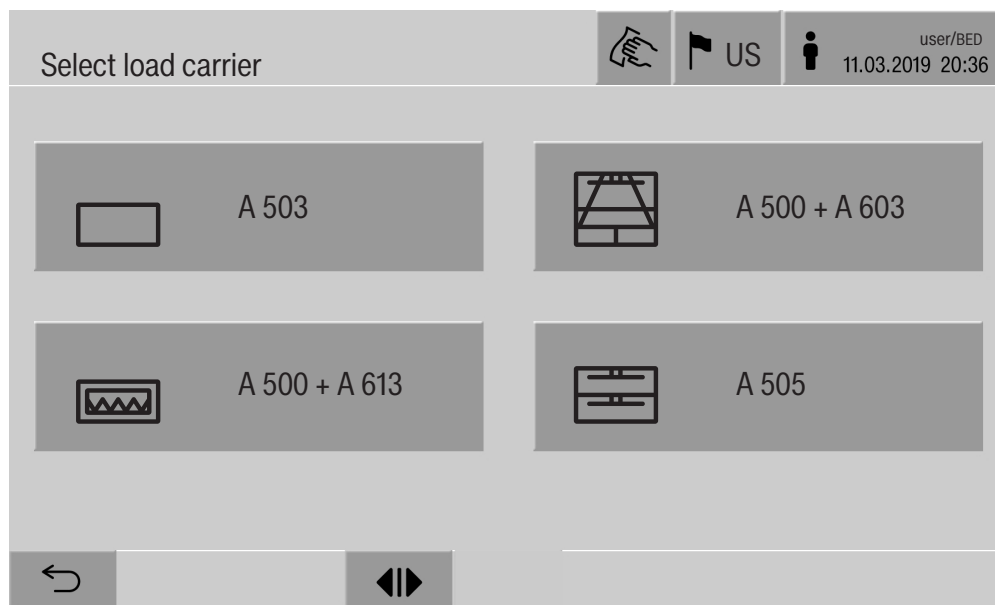 Select load carrier
US
user/BED
11.03.2019 20:36
A 503
A 500 + A 603
A 500 + A 613
A 505